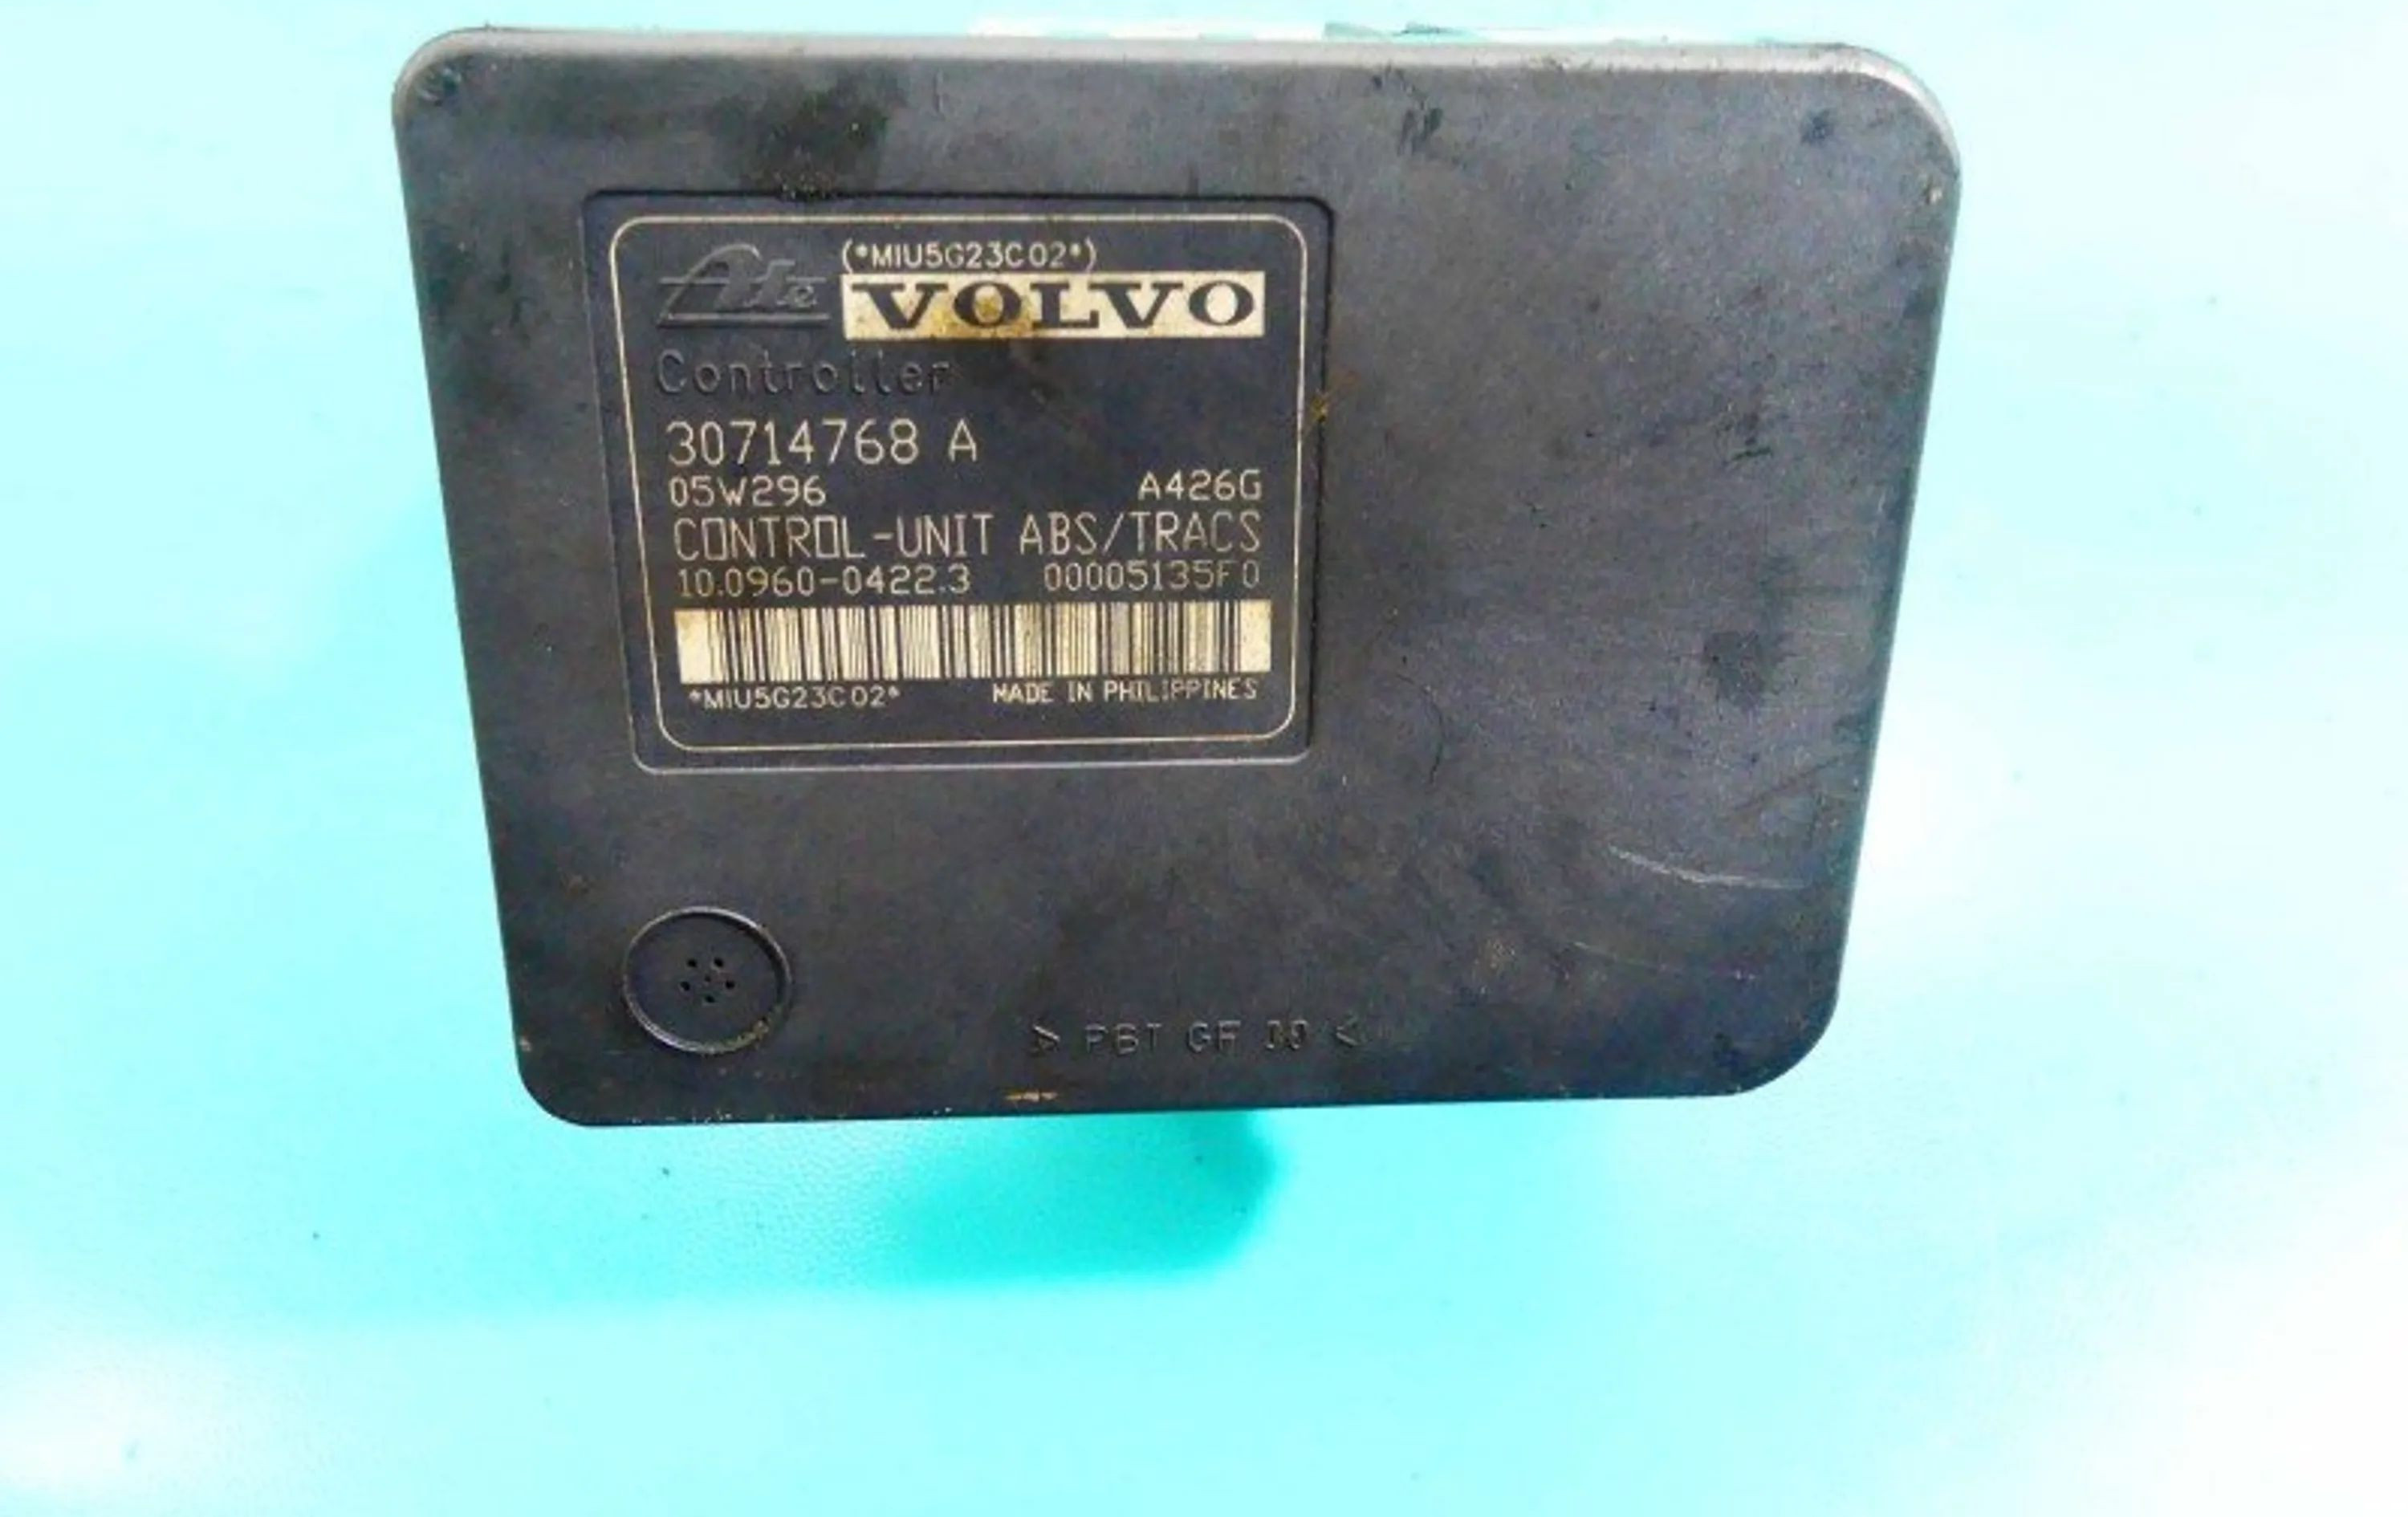 (*MIU5G23C02*)
Ate VOLVO
Controller
30714768 A
05W296 A426G
CONTROL-UNIT ABS/TRACS
10.0960-0422.3 00005135F0
*MIU5G23C02* MADE IN PHILIPPINES
> PBT GF 30 <